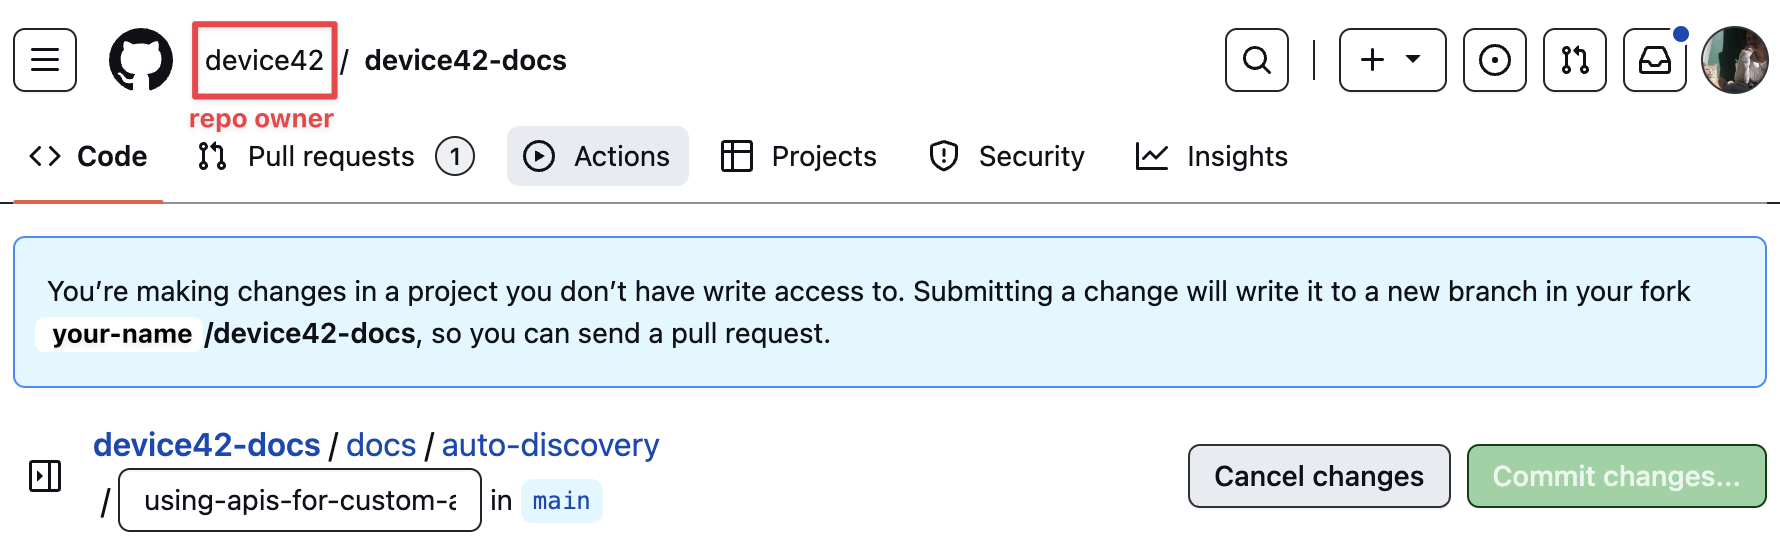 device42 / device42-docs
repo owner
Code Pull requests 1 Actions Projects Security Insights
You’re making changes in a project you don’t have write access to. Submitting a change will write it to a new branch in your fork
your-name/device42-docs, so you can send a pull request.
device42-docs / docs / auto-discovery
/ using-apis-for-custom-a in main
Cancel changes Commit changes...